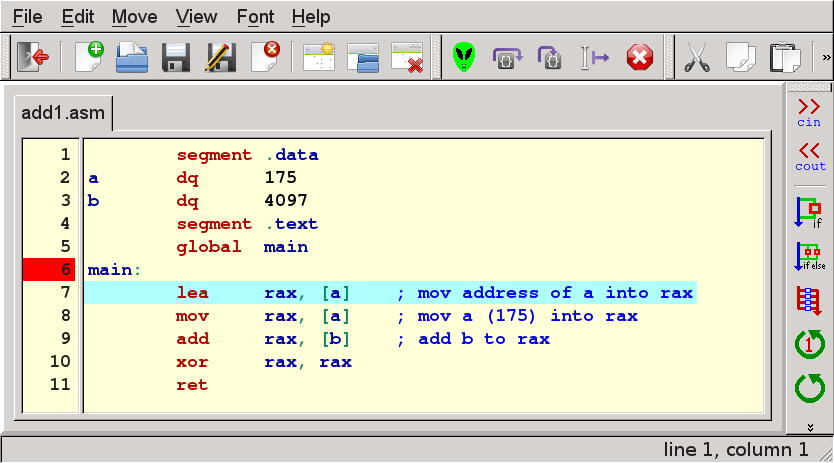 File Edit Move View Font Help
»
add1.asm
1 segment .data
2 a dq 175
3 b dq 4097
4 segment .text
5 global main
6 main:
7 lea rax, [a] ; mov address of a into rax
8 mov rax, [a] ; mov a (175) into rax
9 add rax, [b] ; add b to rax
10 xor rax, rax
11 ret
>>
cin
<<
cout
if
if else
1
line 1, column 1